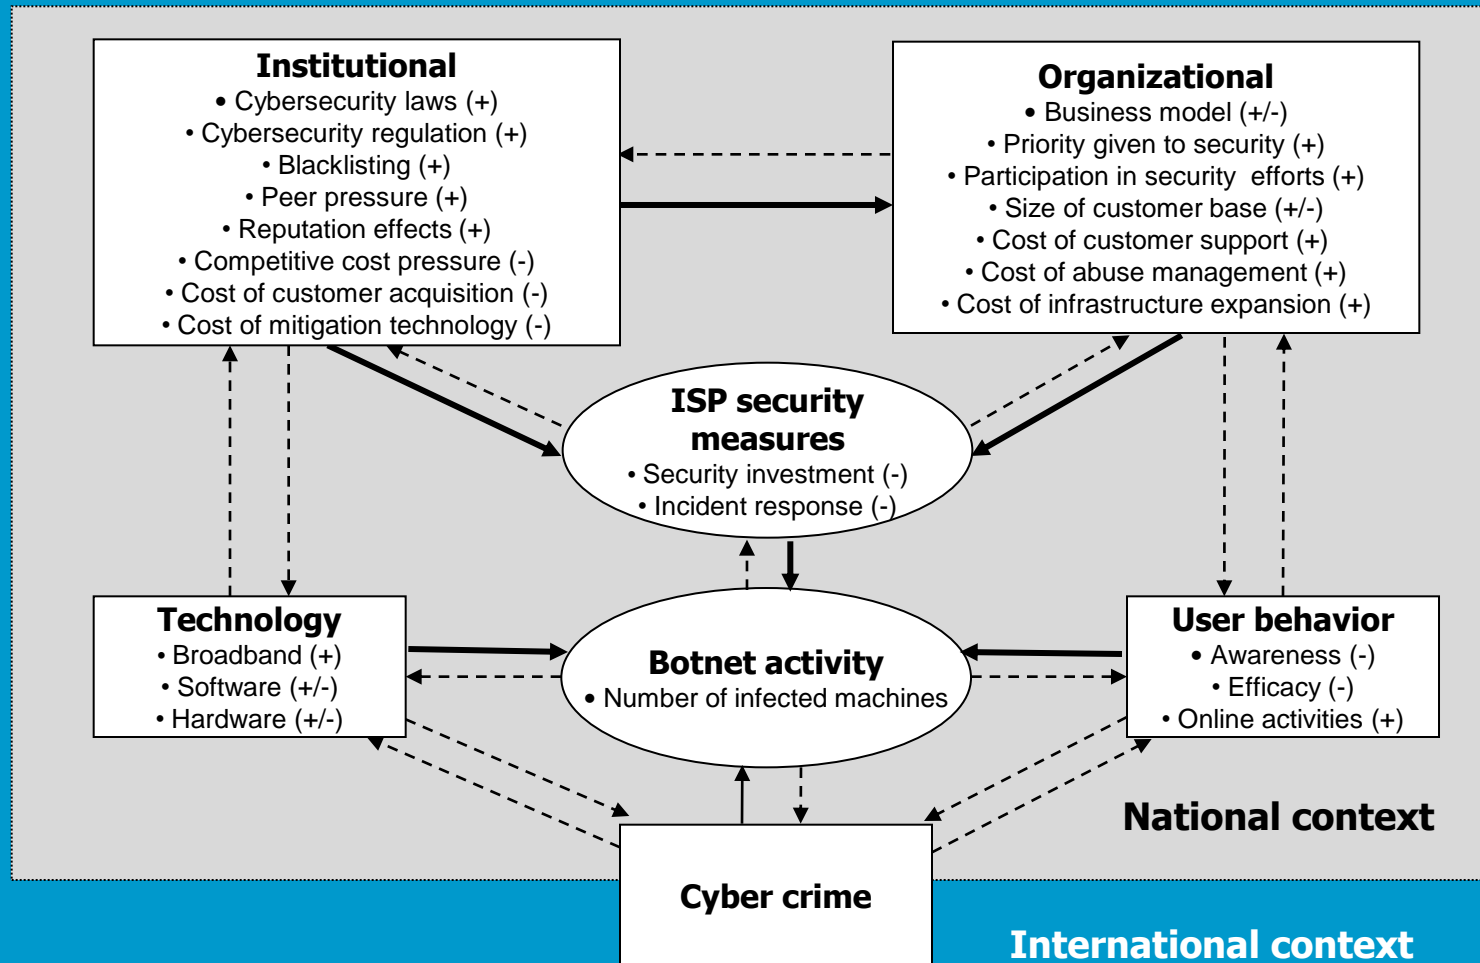 Institutional
• Cybersecurity laws (+)
• Cybersecurity regulation (+)
• Blacklisting (+)
• Peer pressure (+)
• Reputation effects (+)
• Competitive cost pressure (-)
• Cost of customer acquisition (-)
• Cost of mitigation technology (-)
Organizational
• Business model (+/-)
• Priority given to security (+)
• Participation in security efforts (+)
• Size of customer base (+/-)
• Cost of customer support (+)
• Cost of abuse management (+)
• Cost of infrastructure expansion (+)
ISP security
measures
• Security investment (-)
• Incident response (-)
Technology
• Broadband (+)
• Software (+/-)
• Hardware (+/-)
Botnet activity
• Number of infected machines
User behavior
• Awareness (-)
• Efficacy (-)
• Online activities (+)
National context
Cyber crime
International context